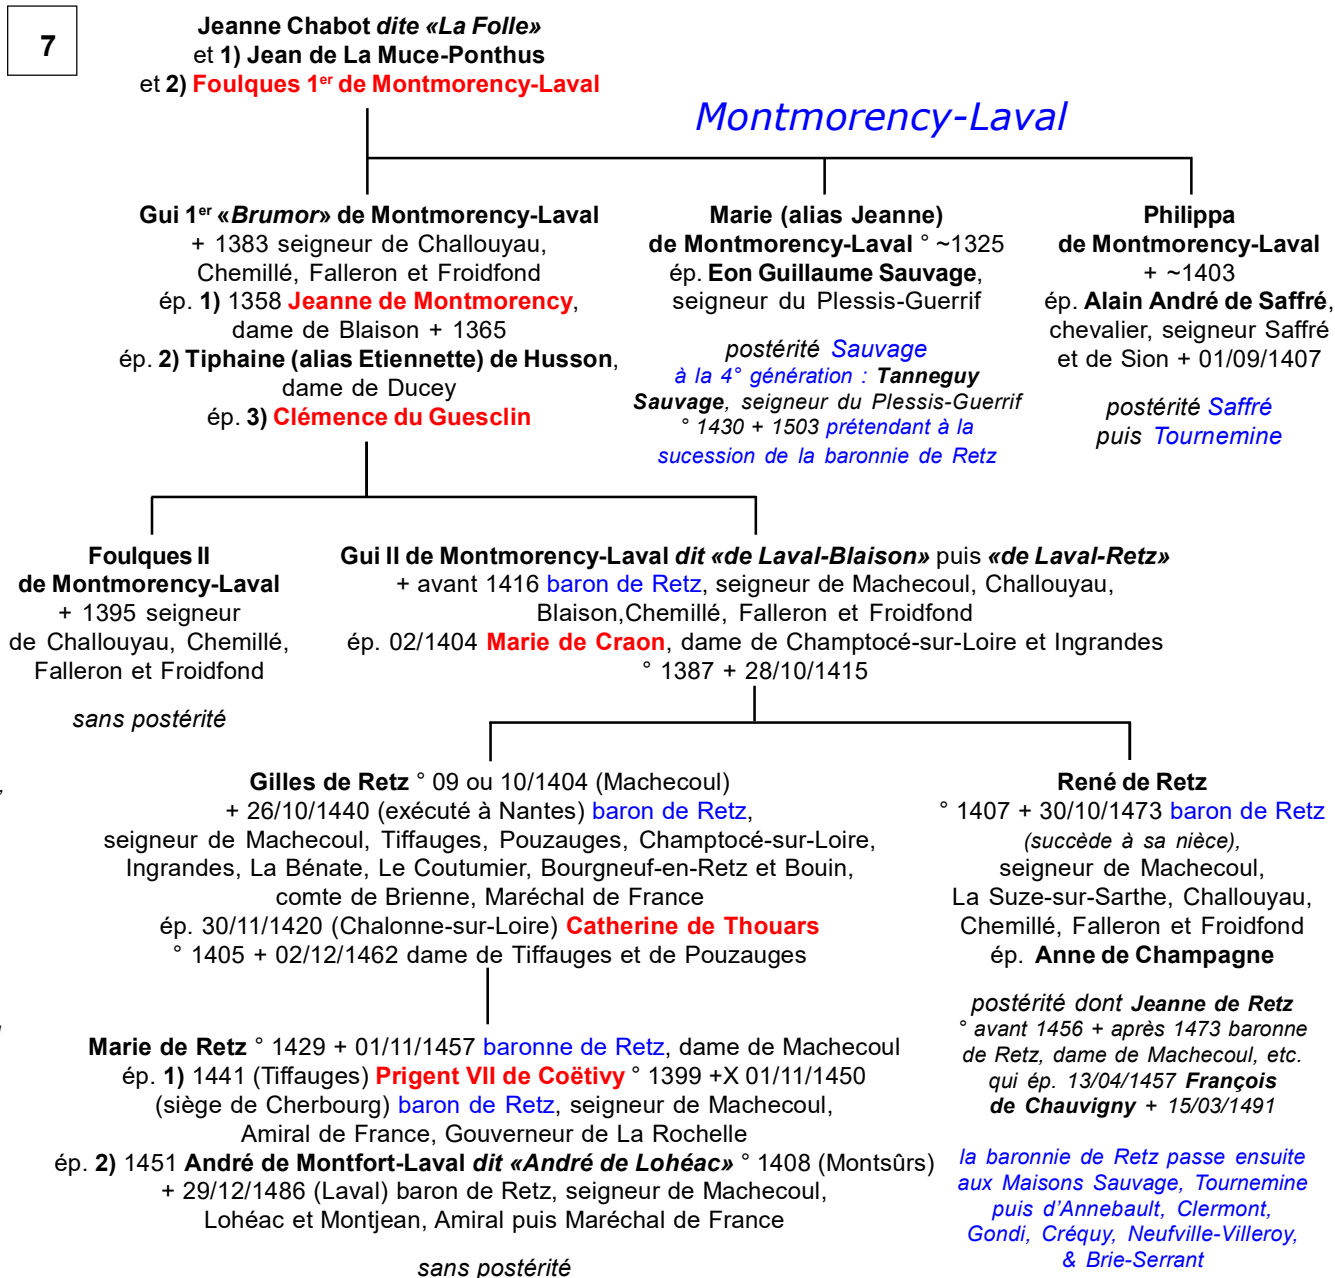 7
Jeanne Chabot dite «La Folle»
et 1) Jean de La Muce-Ponthus
et 2) Foulques 1er de Montmorency-Laval
Montmorency-Laval
Gui 1er «Brumor» de Montmorency-Laval
+ 1383 seigneur de Challouyau,
Chemillé, Falleron et Froidfond
ép. 1) 1358 Jeanne de Montmorency,
dame de Blaison + 1365
ép. 2) Tiphaine (alias Etiennette) de Husson,
dame de Ducey
ép. 3) Clémence du Guesclin
Marie (alias Jeanne)
de Montmorency-Laval ° ~1325
ép. Eon Guillaume Sauvage,
seigneur du Plessis-Guerrif
postérité Sauvage
à la 4° génération : Tanneguy
Sauvage, seigneur du Plessis-Guerrif
° 1430 + 1503 prétendant à la
sucession de la baronnie de Retz
Philippa
de Montmorency-Laval
+ ~1403
ép. Alain André de Saffré,
chevalier, seigneur Saffré
et de Sion + 01/09/1407
postérité Saffré
puis Tournemine
Foulques II
de Montmorency-Laval
+ 1395 seigneur
de Challouyau, Chemillé,
Falleron et Froidfond
sans postérité
Gui II de Montmorency-Laval dit «de Laval-Blaison» puis «de Laval-Retz»
+ avant 1416 baron de Retz, seigneur de Machecoul, Challouyau,
Blaison,Chemillé, Falleron et Froidfond
ép. 02/1404 Marie de Craon, dame de Champtocé-sur-Loire et Ingrandes
° 1387 + 28/10/1415
Gilles de Retz ° 09 ou 10/1404 (Machecoul)
+ 26/10/1440 (exécuté à Nantes) baron de Retz,
seigneur de Machecoul, Tiffauges, Pouzauges, Champtocé-sur-Loire,
Ingrandes, La Bénate, Le Coutumier, Bourgneuf-en-Retz et Bouin,
comte de Brienne, Maréchal de France
ép. 30/11/1420 (Chalonne-sur-Loire) Catherine de Thouars
° 1405 + 02/12/1462 dame de Tiffauges et de Pouzauges
René de Retz
° 1407 + 30/10/1473 baron de Retz
(succède à sa nièce),
seigneur de Machecoul,
La Suze-sur-Sarthe, Challouyau,
Chemillé, Falleron et Froidfond
ép. Anne de Champagne
postérité dont Jeanne de Retz
° avant 1456 + après 1473 baronne
de Retz, dame de Machecoul, etc.
qui ép. 13/04/1457 François
de Chauvigny + 15/03/1491
la baronnie de Retz passe ensuite
aux Maisons Sauvage, Tournemine
puis d'Annebault, Clermont,
Gondi, Créquy, Neufville-Villeroy,
& Brie-Serrant
Marie de Retz ° 1429 + 01/11/1457 baronne de Retz, dame de Machecoul
ép. 1) 1441 (Tiffauges) Prigent VII de Coëtivy ° 1399 +X 01/11/1450
(siège de Cherbourg) baron de Retz, seigneur de Machecoul,
Amiral de France, Gouverneur de La Rochelle
ép. 2) 1451 André de Montfort-Laval dit «André de Lohéac» ° 1408 (Montsûrs)
+ 29/12/1486 (Laval) baron de Retz, seigneur de Machecoul,
Lohéac et Montjean, Amiral puis Maréchal de France
sans postérité